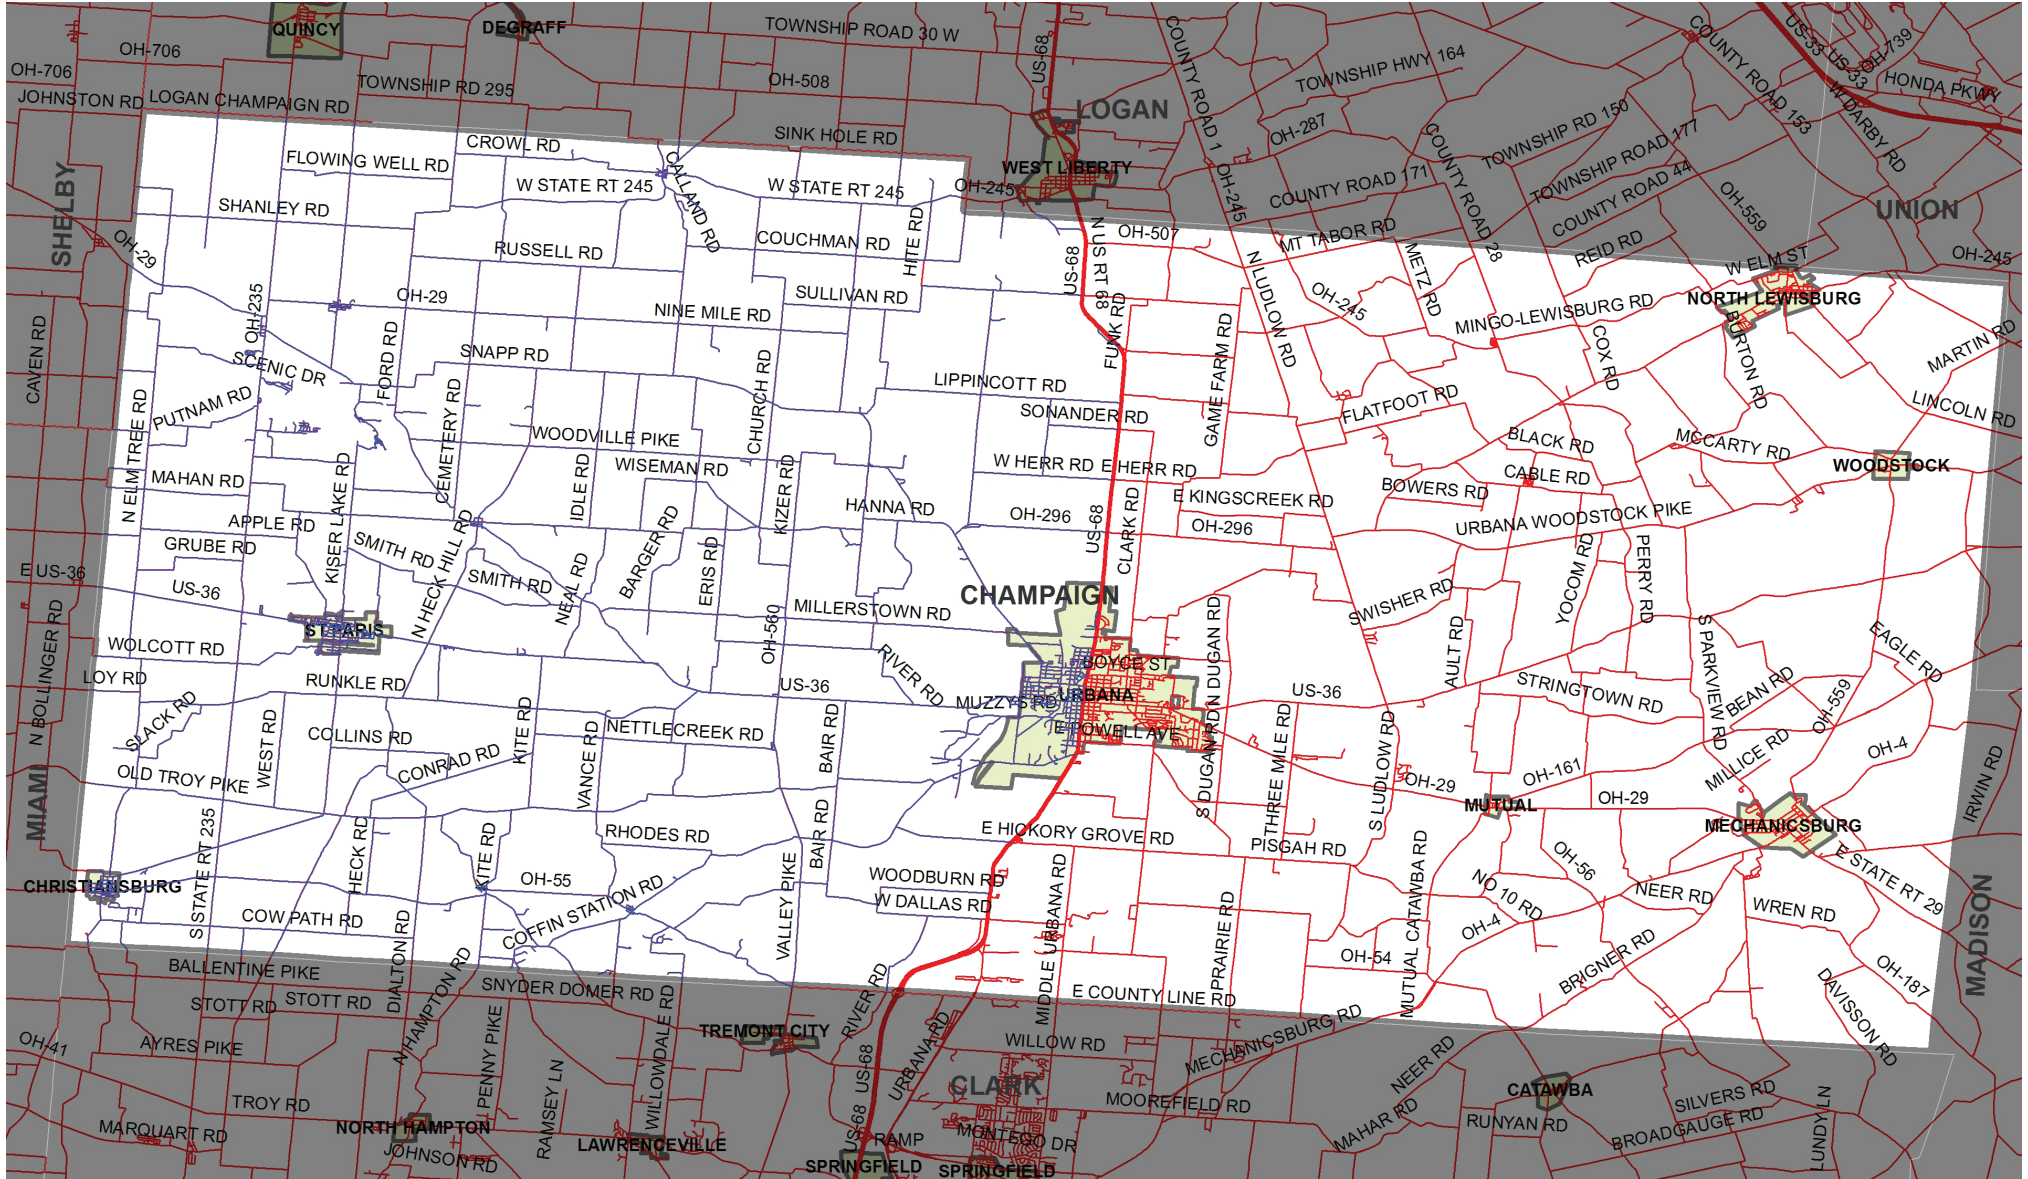 QUINCY
DEGRAFF
TOWNSHIP ROAD 30 W
US-68
COUNTY ROAD 1
COUNTY ROAD 153
US-33
US-33
OH-739
HONDA PKWY
W DARBY RD
OH-706
OH-706
TOWNSHIP RD 295
OH-508
TOWNSHIP HWY 164
JOHNSTON RD
LOGAN CHAMPAIGN RD
SINK HOLE RD
LOGAN
OH-287
COUNTY ROAD 28
TOWNSHIP RD 150
TOWNSHIP ROAD 177
COUNTY ROAD 44
CROWL RD
FLOWING WELL RD
CALLAND RD
WEST LIBERTY
W STATE RT 245
W STATE RT 245
OH-245
OH-245
COUNTY ROAD 171
OH-559
UNION
SHELBY
SHANLEY RD
HITE RD
N US RT 68
OH-507
MT TABOR RD
REID RD
OH-29
RUSSELL RD
COUCHMAN RD
US-68
N LUDLOW RD
METZ RD
W ELM ST
OH-245
OH-235
OH-29
NINE MILE RD
SULLIVAN RD
FUNK RD
OH-245
MINGO-LEWISBURG RD
NORTH LEWISBURG
CAVEN RD
SCENIC DR
FORD RD
SNAPP RD
GAME FARM RD
COX RD
BURTON RD
MARTIN RD
PUTNAM RD
CEMETERY RD
CHURCH RD
LIPPINCOTT RD
SONANDER RD
FLATFOOT RD
LINCOLN RD
N ELM TREE RD
WOODVILLE PIKE
WISEMAN RD
W HERR RD
E HERR RD
BLACK RD
MCCARTY RD
WOODSTOCK
MAHAN RD
KISER LAKE RD
IDLE RD
KIZER RD
HANNA RD
CABLE RD
BOWERS RD
E KINGSCREEK RD
APPLE RD
OH-296
OH-296
URBANA WOODSTOCK PIKE
GRUBE RD
SMITH RD
SMITH RD
N HECK HILL RD
NEAL RD
BARGER RD
ERIS RD
US-68
CLARK RD
YOCOM RD
PERRY RD
E US-36
US-36
CHAMPAIGN
SWISHER RD
MILLERSTOWN RD
ST PARIS
N BOLLINGER RD
WOLCOTT RD
OH-560
RIVER RD
N DUGAN RD
AULT RD
S PARKVIEW RD
EAGLE RD
BOYCE ST
LOY RD
RUNKLE RD
US-36
MUZZYS RD
URBANA
US-36
STRINGTOWN RD
BEAN RD
OH-559
SLACK RD
WEST RD
COLLINS RD
KITE RD
NETTLECREEK RD
BAIR RD
E POWELL AVE
OH-4
MIAMI
OLD TROY PIKE
CONRAD RD
VANCE RD
S DUGAN RD
THREE MILE RD
S LUDLOW RD
OH-29
OH-161
MILLICE RD
IRWIN RD
MUTUAL
OH-29
S STATE RT 235
HECK RD
KITE RD
RHODES RD
BAIR RD
E HICKORY GROVE RD
PISGAH RD
MECHANICSBURG
E STATE RT 29
CHRISTIANSBURG
OH-55
COFFIN STATION RD
VALLEY PIKE
WOODBURN RD
W DALLAS RD
MIDDLE URBANA RD
PRAIRIE RD
MUTUAL CATAWBA RD
OH-56
NO 10 RD
NEER RD
WREN RD
MADISON
COW PATH RD
DIALTON RD
OH-4
OH-54
BRIGNER RD
OH-187
BALLENTINE PIKE
N HAMPTON RD
SNYDER DOMER RD
RIVER RD
E COUNTY LINE RD
DAVISSON RD
STOTT RD
STOTT RD
OH-41
AYRES PIKE
PENNY PIKE
WILLOWDALE RD
TREMONT CITY
URBANA RD
WILLOW RD
MECHANICSBURG RD
NEER RD
US-68
CLARK
CATAWBA
TROY RD
RAMSEY LN
MOOREFIELD RD
MAHAR RD
RUNYAN RD
SILVERS RD
BROADGAUGE RD
LUNDY LN
MARQUART RD
NORTH HAMPTON
JOHNSON RD
LAWRENCEVILLE
US-68
RAMP
MONTEGO DR
SPRINGFIELD
SPRINGFIELD